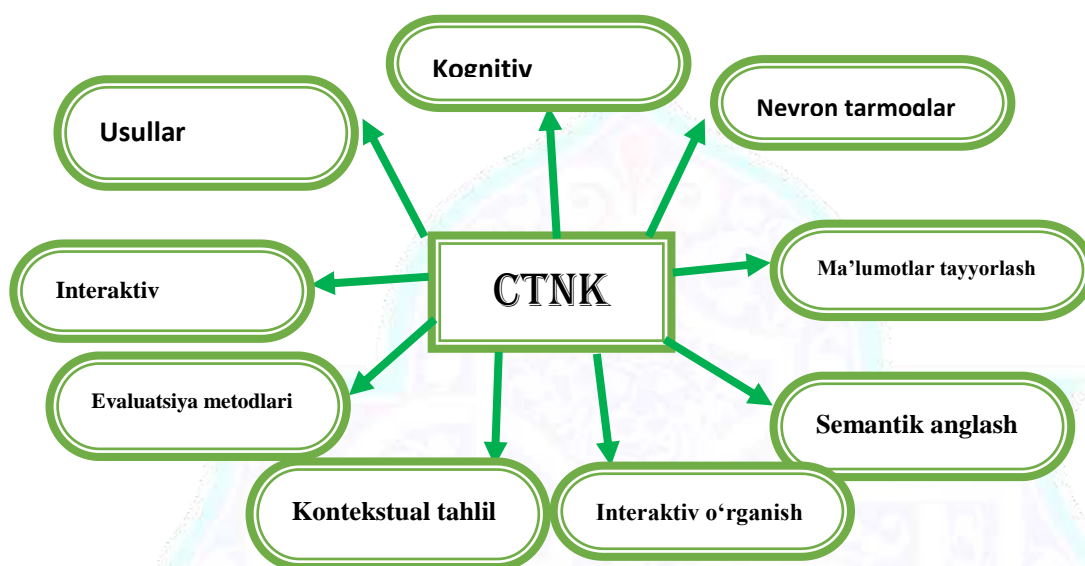 Kognitiv
Usullar
Nevron tarmoqlar
CTNK
Ma’lumotlar tayyorlash
Interaktiv
Evaluatsiya metodlari
Semantik anglash
Kontekstual tahlil
Interaktiv o‘rganish